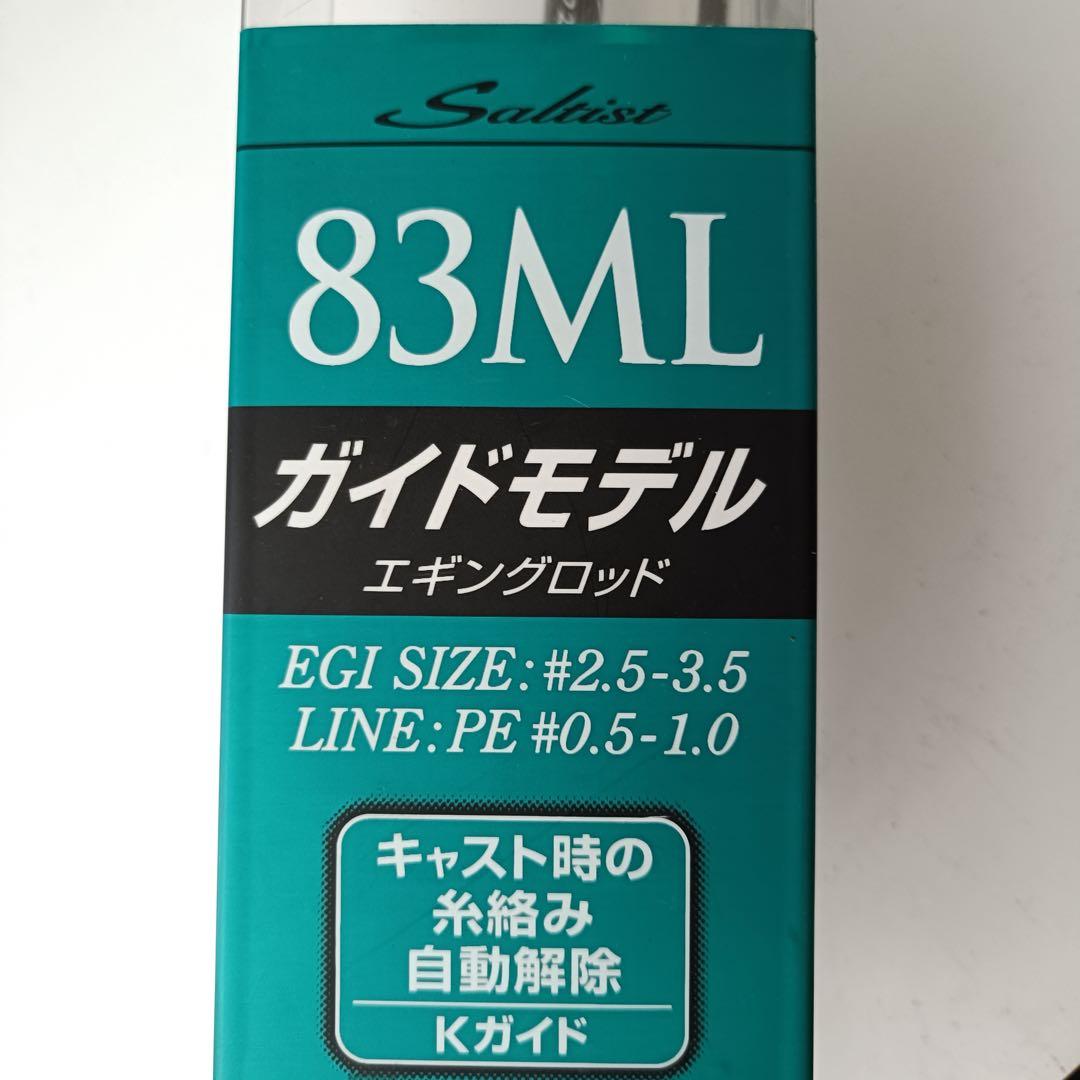 Saltist
83ML
ガイドモデル
エギングロッド
EGI SIZE:#2.5-3.5
LINE:PE #0.5-1.0
キャスト時の
糸絡み
自動解除
Kガイド